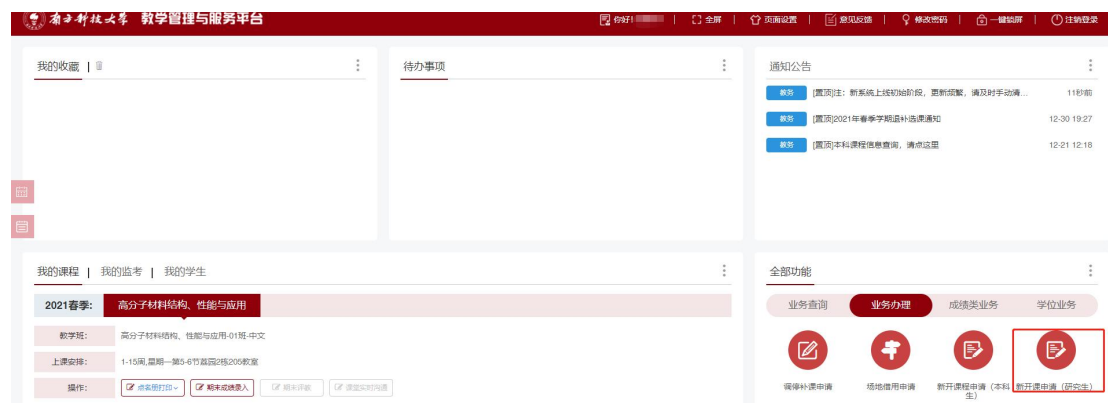 南方科技大学 教学管理与服务平台
你好! | 全屏 | 页面设置 | 意见反馈 | 修改密码 | 一键锁屏 | 注销登录
我的收藏 |
待办事项
通知公告
教务 [置顶]注：新系统上线初始阶段，更新频繁，请及时手动清... 11秒前
教务 [置顶]2021年春季学期退补选课通知 12-30 19:27
教务 [置顶]本科课程信息查询，请点这里 12-21 12:18
我的课程 | 我的监考 | 我的学生
2021春季: 高分子材料结构、性能与应用
教学班: 高分子材料结构、性能与应用-01班-中文
上课安排: 1-15周,星期一第5-6节荔园2栋205教室
操作: 点名册打印 期末成绩录入 期末评教 课堂实时沟通
全部功能
业务查询 业务办理 成绩类业务 学位业务
调停补课申请
场地借用申请
新开课程申请（本科
生）
新开课申请（研究生）